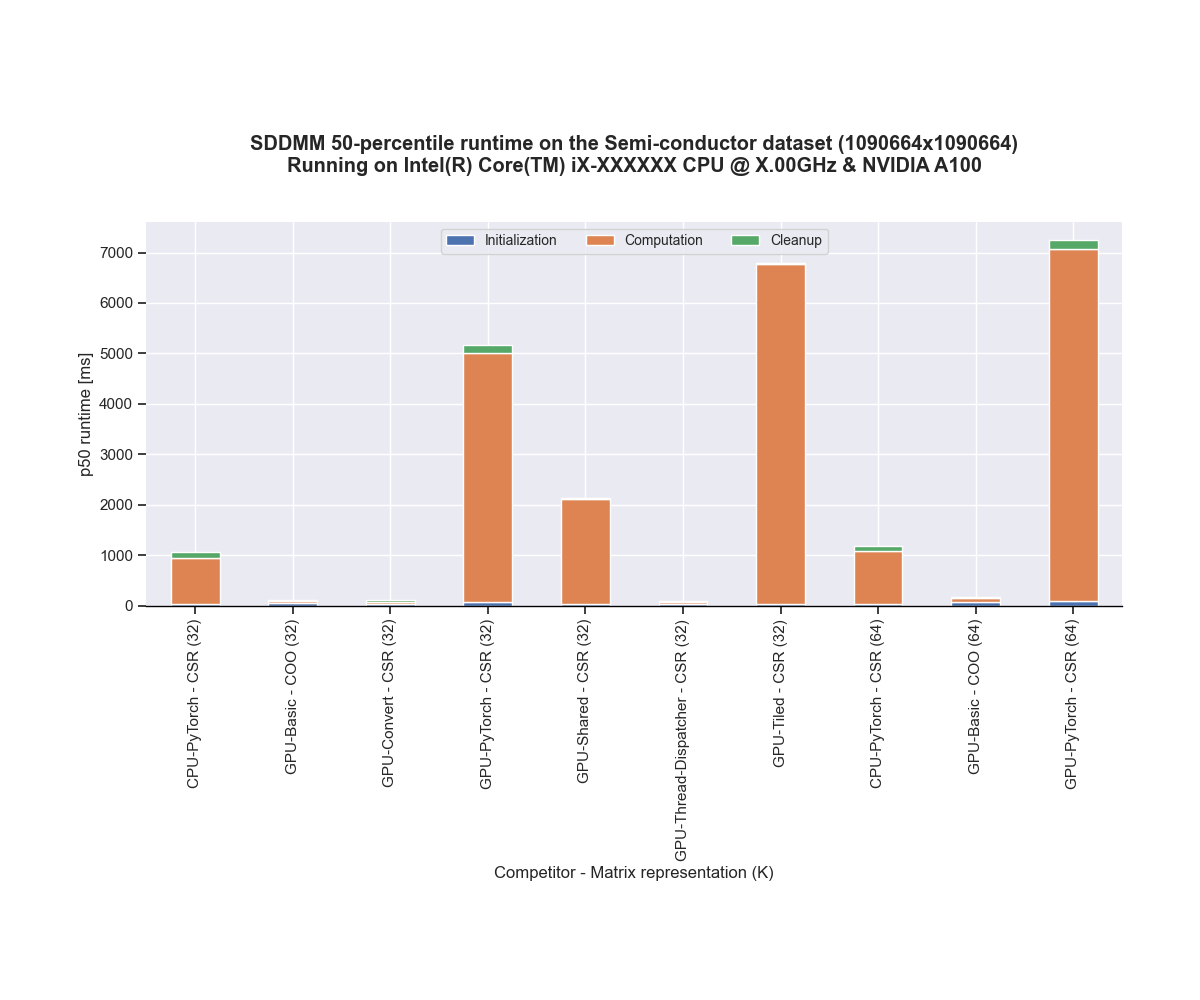 SDDMM 50-percentile runtime on the Semi-conductor dataset (1090664x1090664)
Running on Intel(R) Core(TM) iX-XXXXXX CPU @ X.00GHz & NVIDIA A100
Initialization
Computation
Cleanup
p50 runtime [ms]
7000
6000
5000
4000
3000
2000
1000
0
CPU-PyTorch - CSR (32)
GPU-Basic - COO (32)
GPU-Convert - CSR (32)
GPU-PyTorch - CSR (32)
GPU-Shared - CSR (32)
GPU-Thread-Dispatcher - CSR (32)
GPU-Tiled - CSR (32)
CPU-PyTorch - CSR (64)
GPU-Basic - COO (64)
GPU-PyTorch - CSR (64)
Competitor - Matrix representation (K)